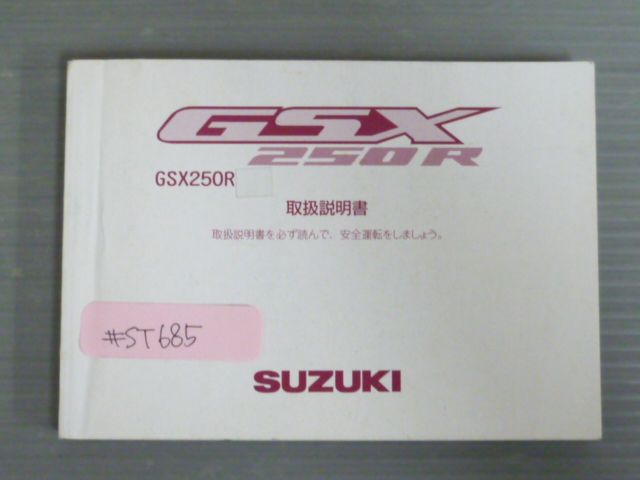 GSX
250R
GSX250R
取扱説明書
取扱説明書を必ず読んで、安全運転をしましょう。
#ST685
SUZUKI